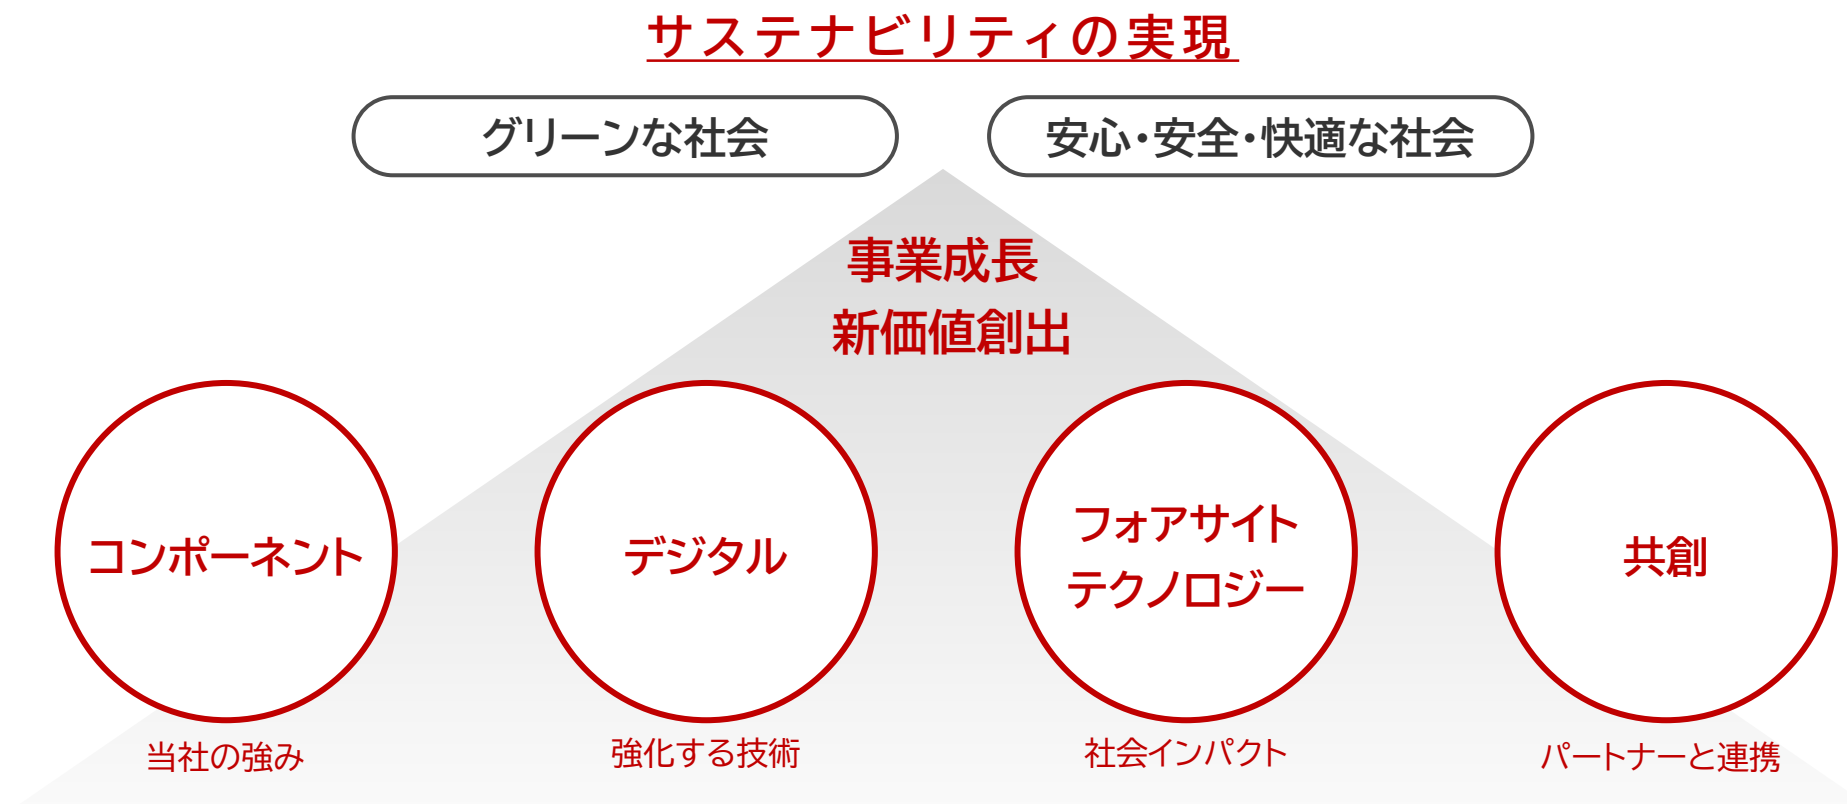 サステナビリティの実現
グリーンな社会
安心・安全・快適な社会
事業成長
新価値創出
コンポーネント
デジタル
フォアサイト
テクノロジー
共創
当社の強み
強化する技術
社会インパクト
パートナーと連携